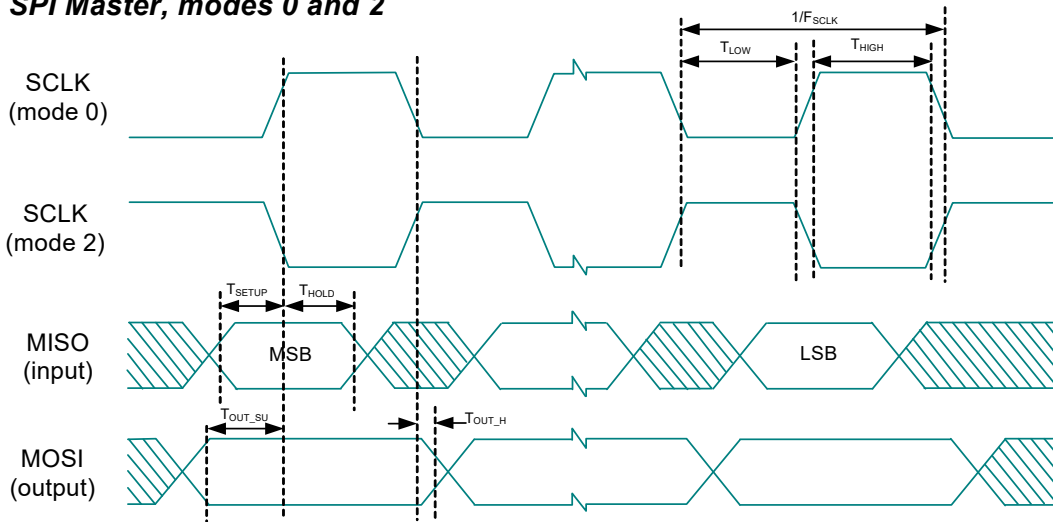 SPI Master, modes 0 and 2
1/FSCLK
TLOW
THIGH
SCLK
(mode 0)
SCLK
(mode 2)
TSETUP
THOLD
MISO
(input)
MSB
LSB
TOUT_SU
TOUT_H
MOSI
(output)